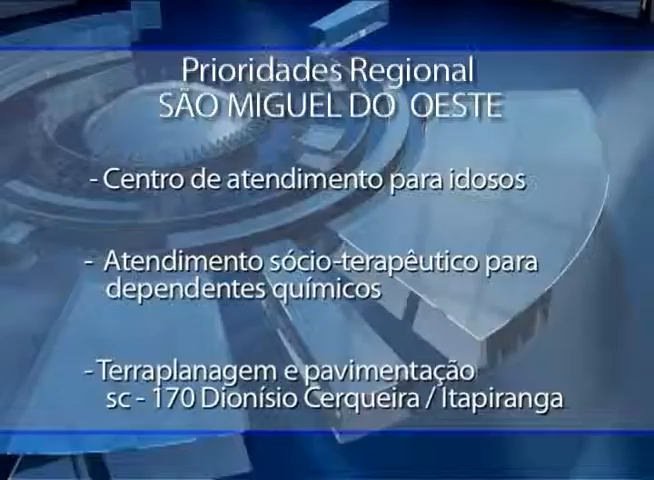 Prioridades Regional
SÃO MIGUEL DO OESTE
- Centro de atendimento para idosos
- Atendimento sócio-terapêutico para
dependentes químicos
- Terraplanagem e pavimentação
sc - 170 Dionísio Cerqueira / Itapiranga